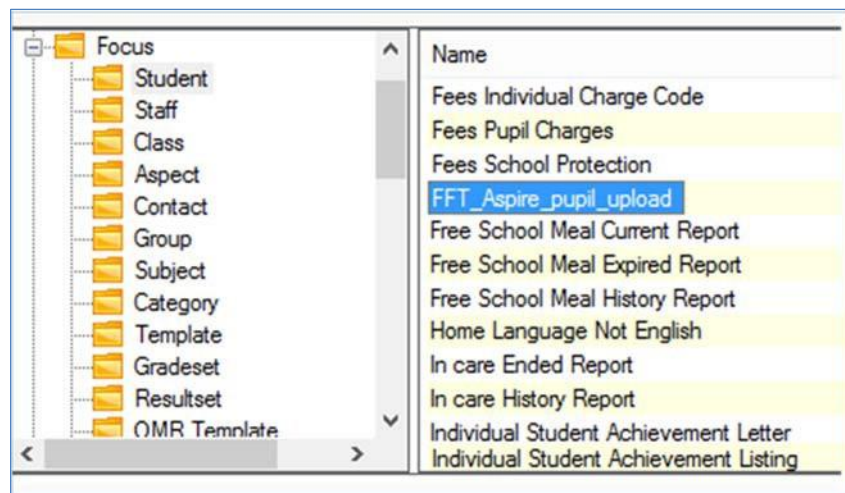 Focus
Student
Staff
Class
Aspect
Contact
Group
Subject
Category
Template
Gradeset
Resultset
OMR Template
Name
Fees Individual Charge Code
Fees Pupil Charges
Fees School Protection
FFT_Aspire_pupil_upload
Free School Meal Current Report
Free School Meal Expired Report
Free School Meal History Report
Home Language Not English
In care Ended Report
In care History Report
Individual Student Achievement Letter
Individual Student Achievement Listing